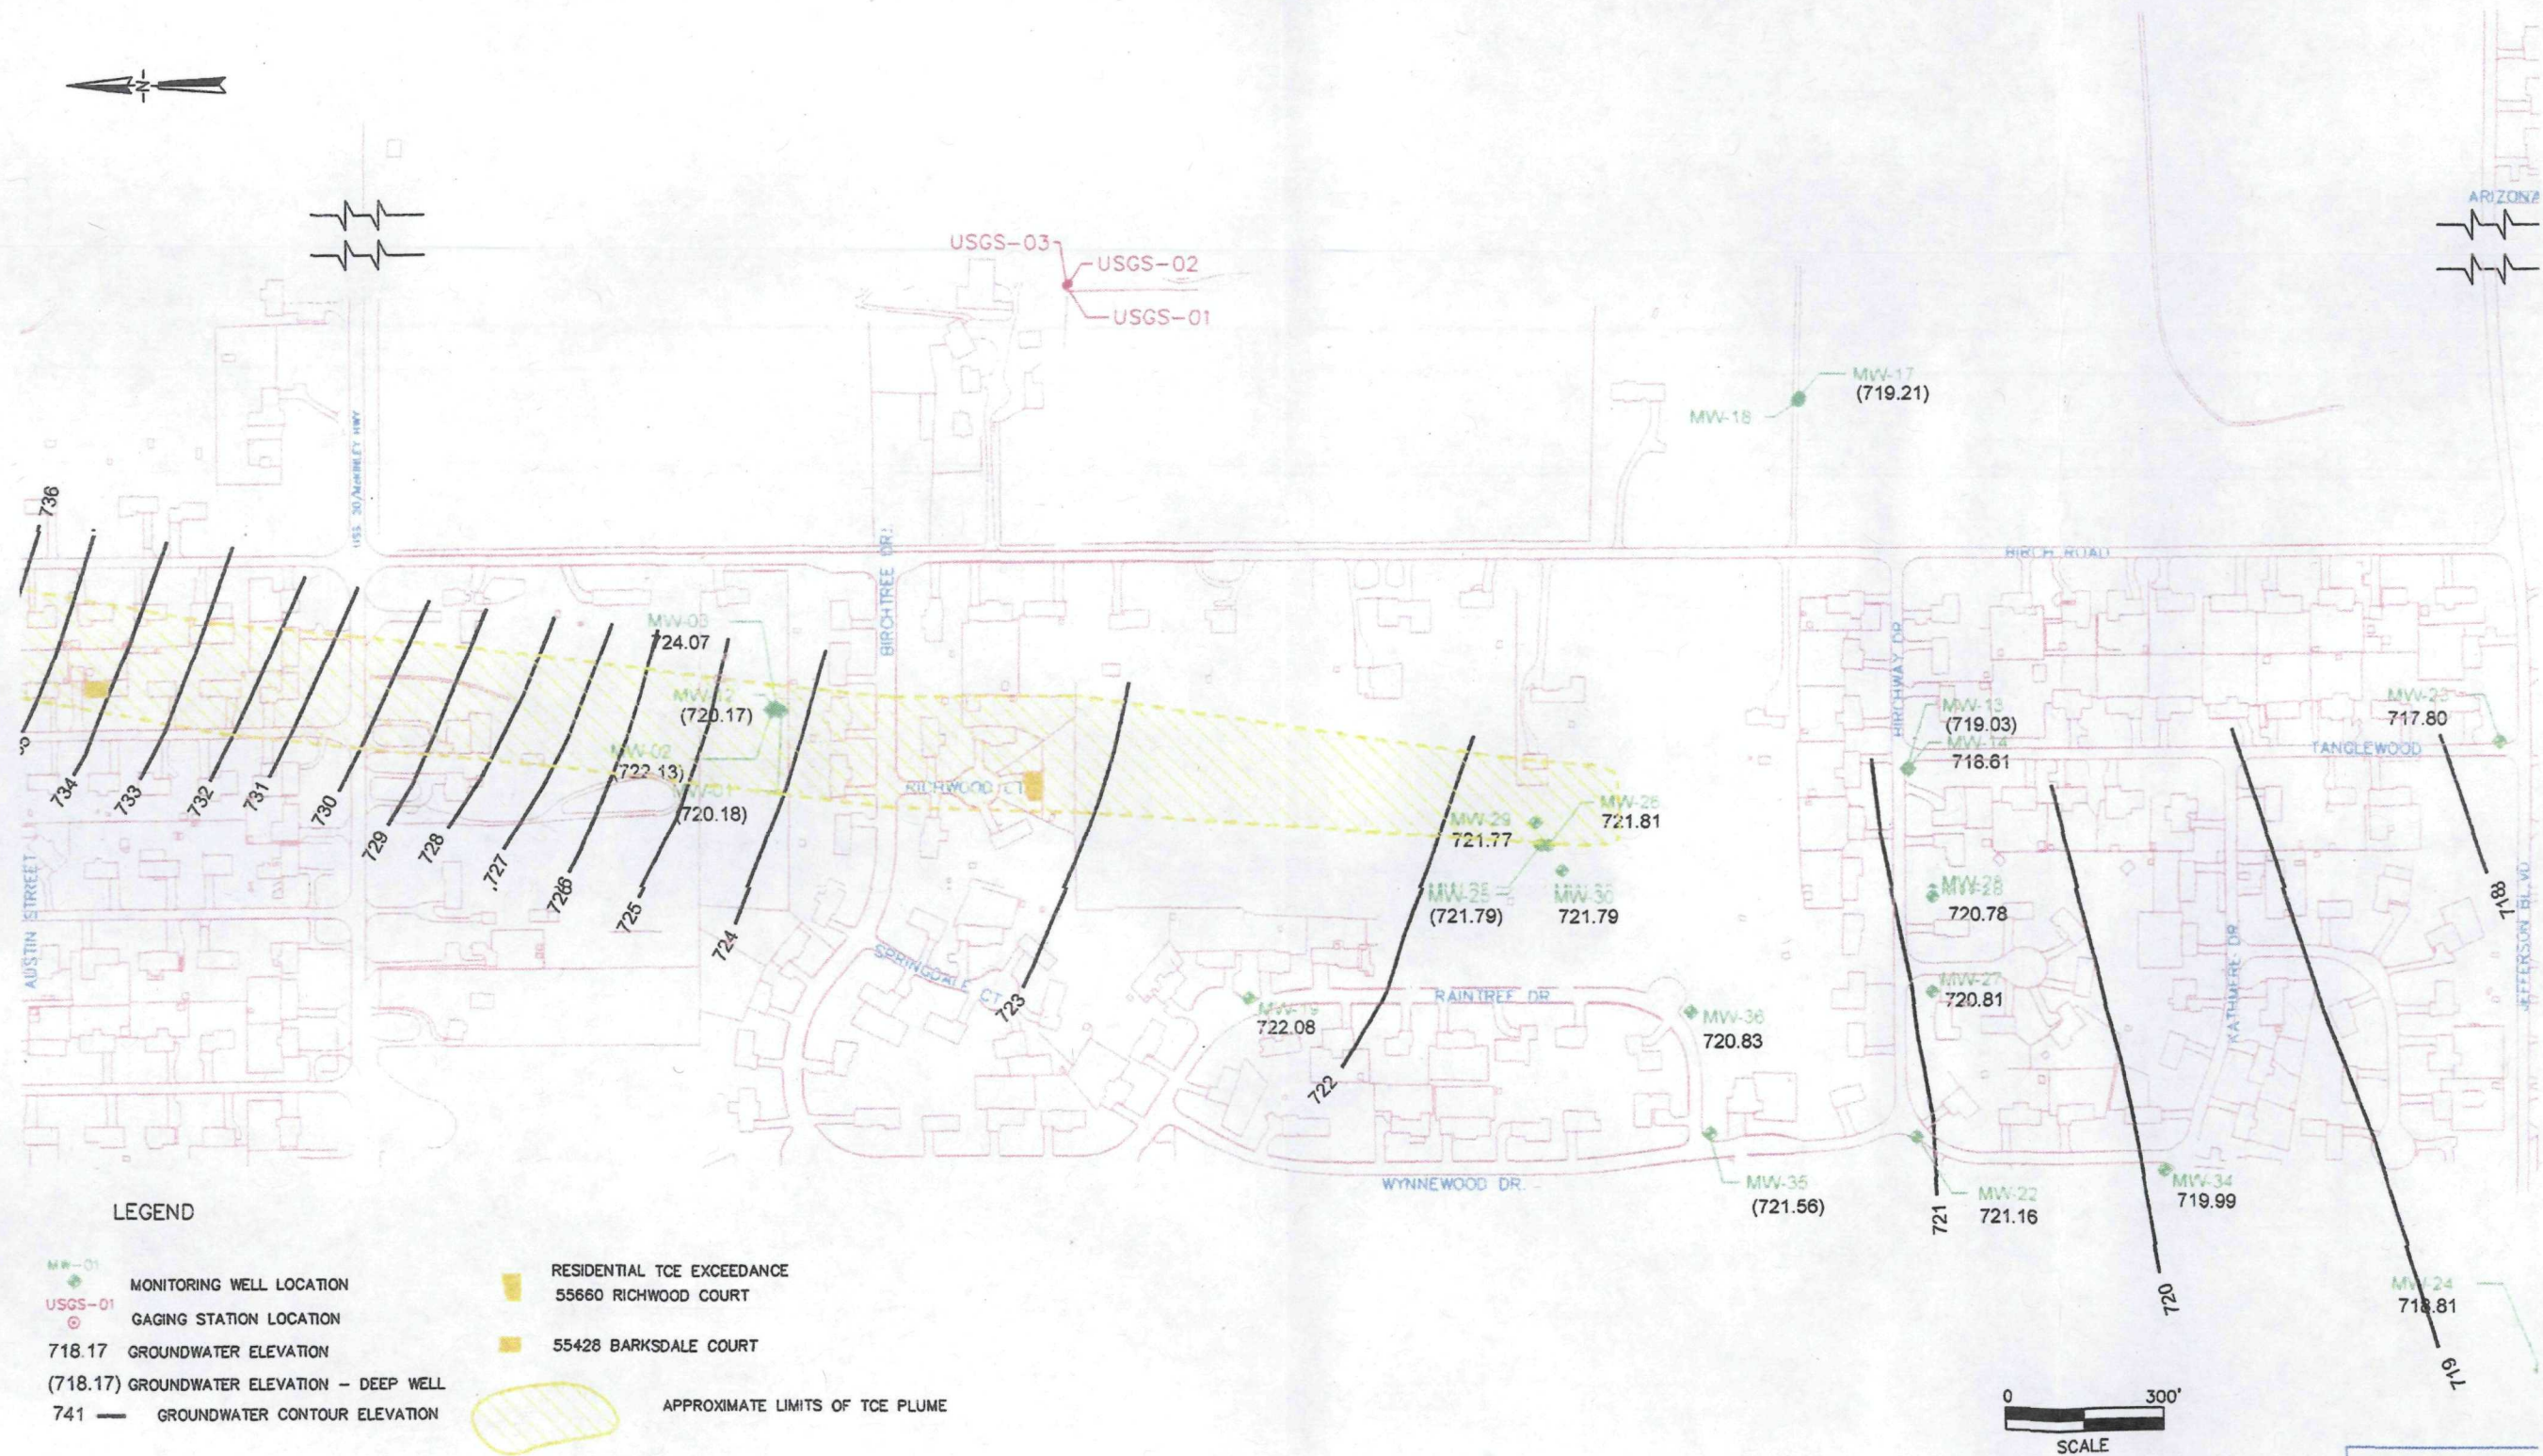 N
ARIZONA
USGS-03
USGS-02
USGS-01
MW-17
(719.21)
MW-18
USS 20/McKINLEY HWY
736
BIRCHTREE DR.
BIRCH ROAD
MW-03
724.07
MW-12
(720.17)
MW-02
(722.13)
MW-01
(720.18)
BIRCHWAY DR
MW-13
(719.03)
MW-14
718.61
MW-23
717.80
TANGLEWOOD
734
733
732
731
730
729
728
727
726
725
724
723
722
721
720
719
718
RICHWOOD CT
MW-29
721.77
MW-26
721.81
MW-25
(721.79)
MW-30
721.79
MW-28
720.78
MW-27
720.81
AUSTIN STREET
SPRINGDALE CT
MW-19
722.08
RAINTREE DR
MW-36
720.83
KATHMERE DR
JEFFERSON BLVD
WYNNEWOOD DR.
MW-35
(721.56)
MW-22
721.16
MW-34
719.99
MW-24
718.81
LEGEND
MW-01
MONITORING WELL LOCATION
USGS-01
GAGING STATION LOCATION
718.17 GROUNDWATER ELEVATION
(718.17) GROUNDWATER ELEVATION - DEEP WELL
741 GROUNDWATER CONTOUR ELEVATION
RESIDENTIAL TCE EXCEEDANCE
55660 RICHWOOD COURT
55428 BARKSDALE COURT
APPROXIMATE LIMITS OF TCE PLUME
0 300'
SCALE